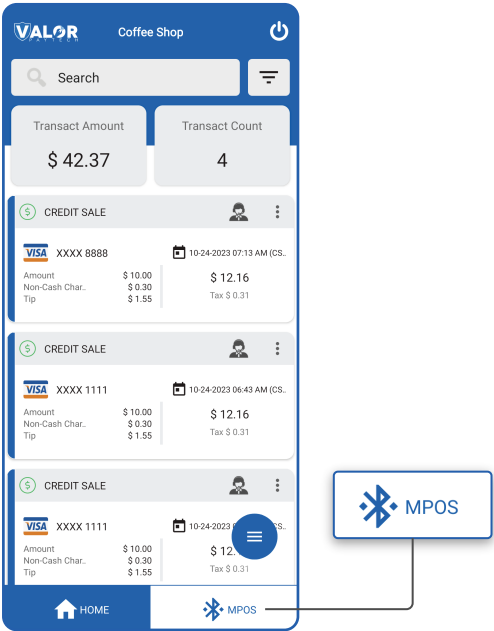 VALOR
PAYTECH
Coffee Shop
Search
Transact Amount
$ 42.37
Transact Count
4
CREDIT SALE
VISA XXXX 8888
10-24-2023 07:13 AM (CS..
Amount $ 10.00
Non-Cash Char.. $ 0.30
Tip $ 1.55
$ 12.16
Tax $ 0.31
CREDIT SALE
VISA XXXX 1111
10-24-2023 06:43 AM (CS..
Amount $ 10.00
Non-Cash Char.. $ 0.30
Tip $ 1.55
$ 12.16
Tax $ 0.31
CREDIT SALE
VISA XXXX 1111
10-24-2023
Amount $ 10.00
Non-Cash Char.. $ 0.30
Tip $ 1.55
$ 12.
Tax $ 0.31
HOME
MPOS
MPOS